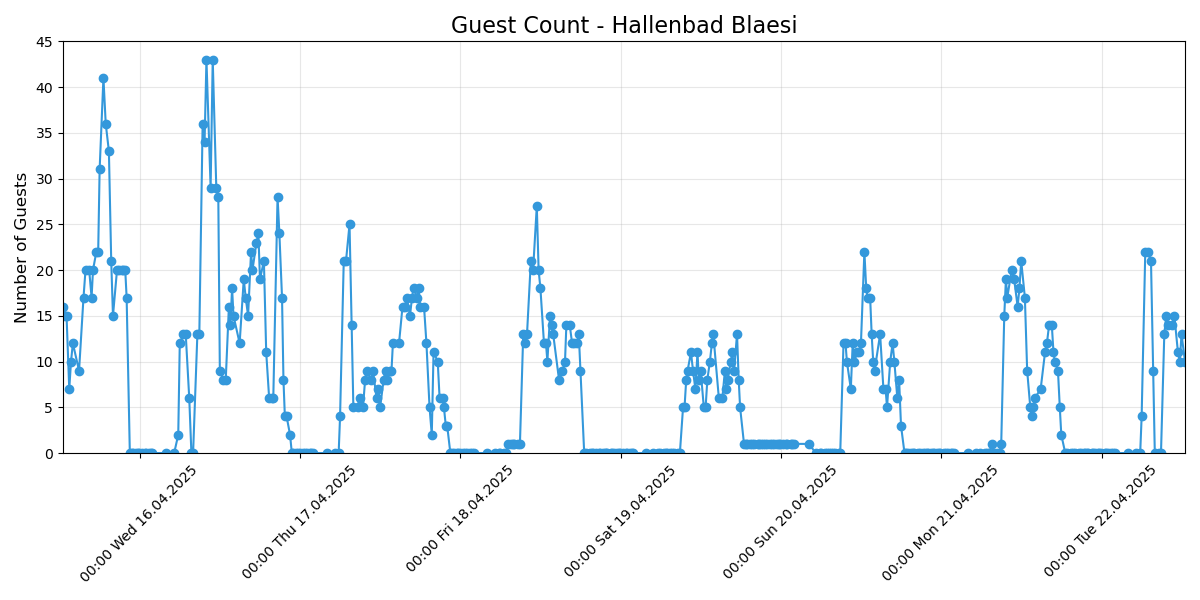 Guest Count - Hallenbad Blaesi
Number of Guests
45
40
35
30
25
20
15
10
5
0
00:00 Wed 16.04.2025
00:00 Thu 17.04.2025
00:00 Fri 18.04.2025
00:00 Sat 19.04.2025
00:00 Sun 20.04.2025
00:00 Mon 21.04.2025
00:00 Tue 22.04.2025